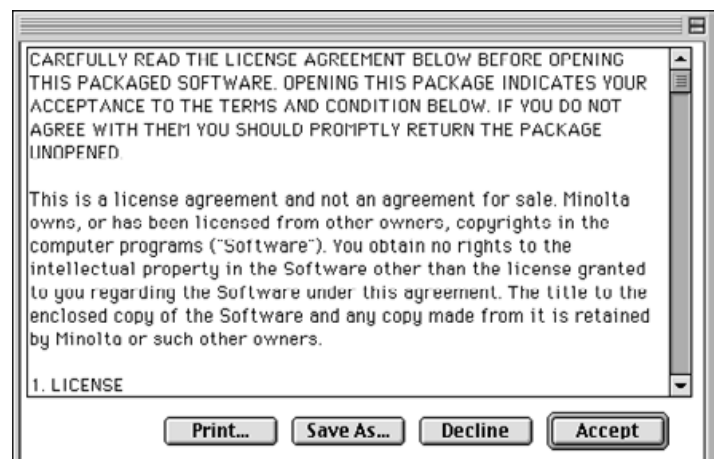 CAREFULLY READ THE LICENSE AGREEMENT BELOW BEFORE OPENING
THIS PACKAGED SOFTWARE. OPENING THIS PACKAGE INDICATES YOUR
ACCEPTANCE TO THE TERMS AND CONDITION BELOW. IF YOU DO NOT
AGREE WITH THEM YOU SHOULD PROMPTLY RETURN THE PACKAGE
UNOPENED.
This is a license agreement and not an agreement for sale. Minolta
owns, or has been licensed from other owners, copyrights in the
computer programs ("Software"). You obtain no rights to the
intellectual property in the Software other than the license granted
to you regarding the Software under this agreement. The title to the
enclosed copy of the Software and any copy made from it is retained
by Minolta or such other owners.
1. LICENSE
Print... Save As... Decline Accept